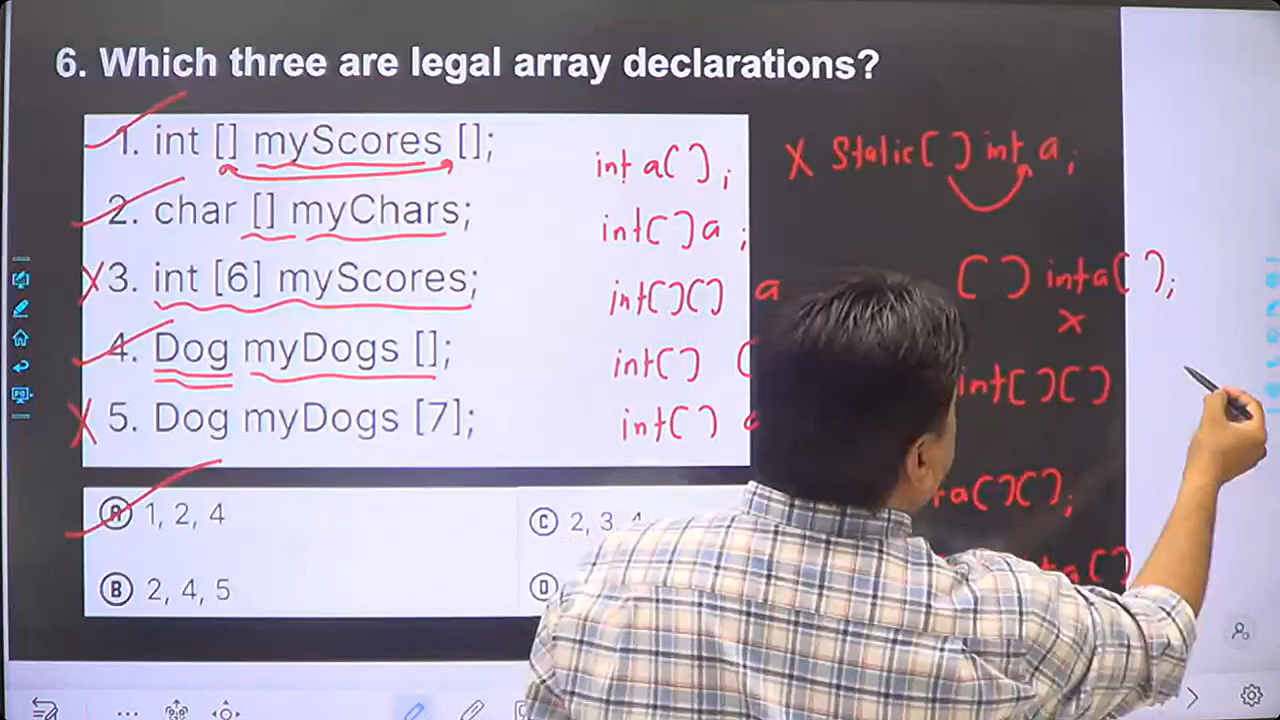 6. Which three are legal array declarations?
1. int [] myScores [];
2. char [] myChars;
3. int [6] myScores;
4. Dog myDogs [];
5. Dog myDogs [7];
A 1, 2, 4
B 2, 4, 5
C 2, 3, 4
D
int a[];
int[] a;
int[][] a
int[] [
int[]
X Static[] int a;
[] int a[];
X
int[][]
a[][];
a[]